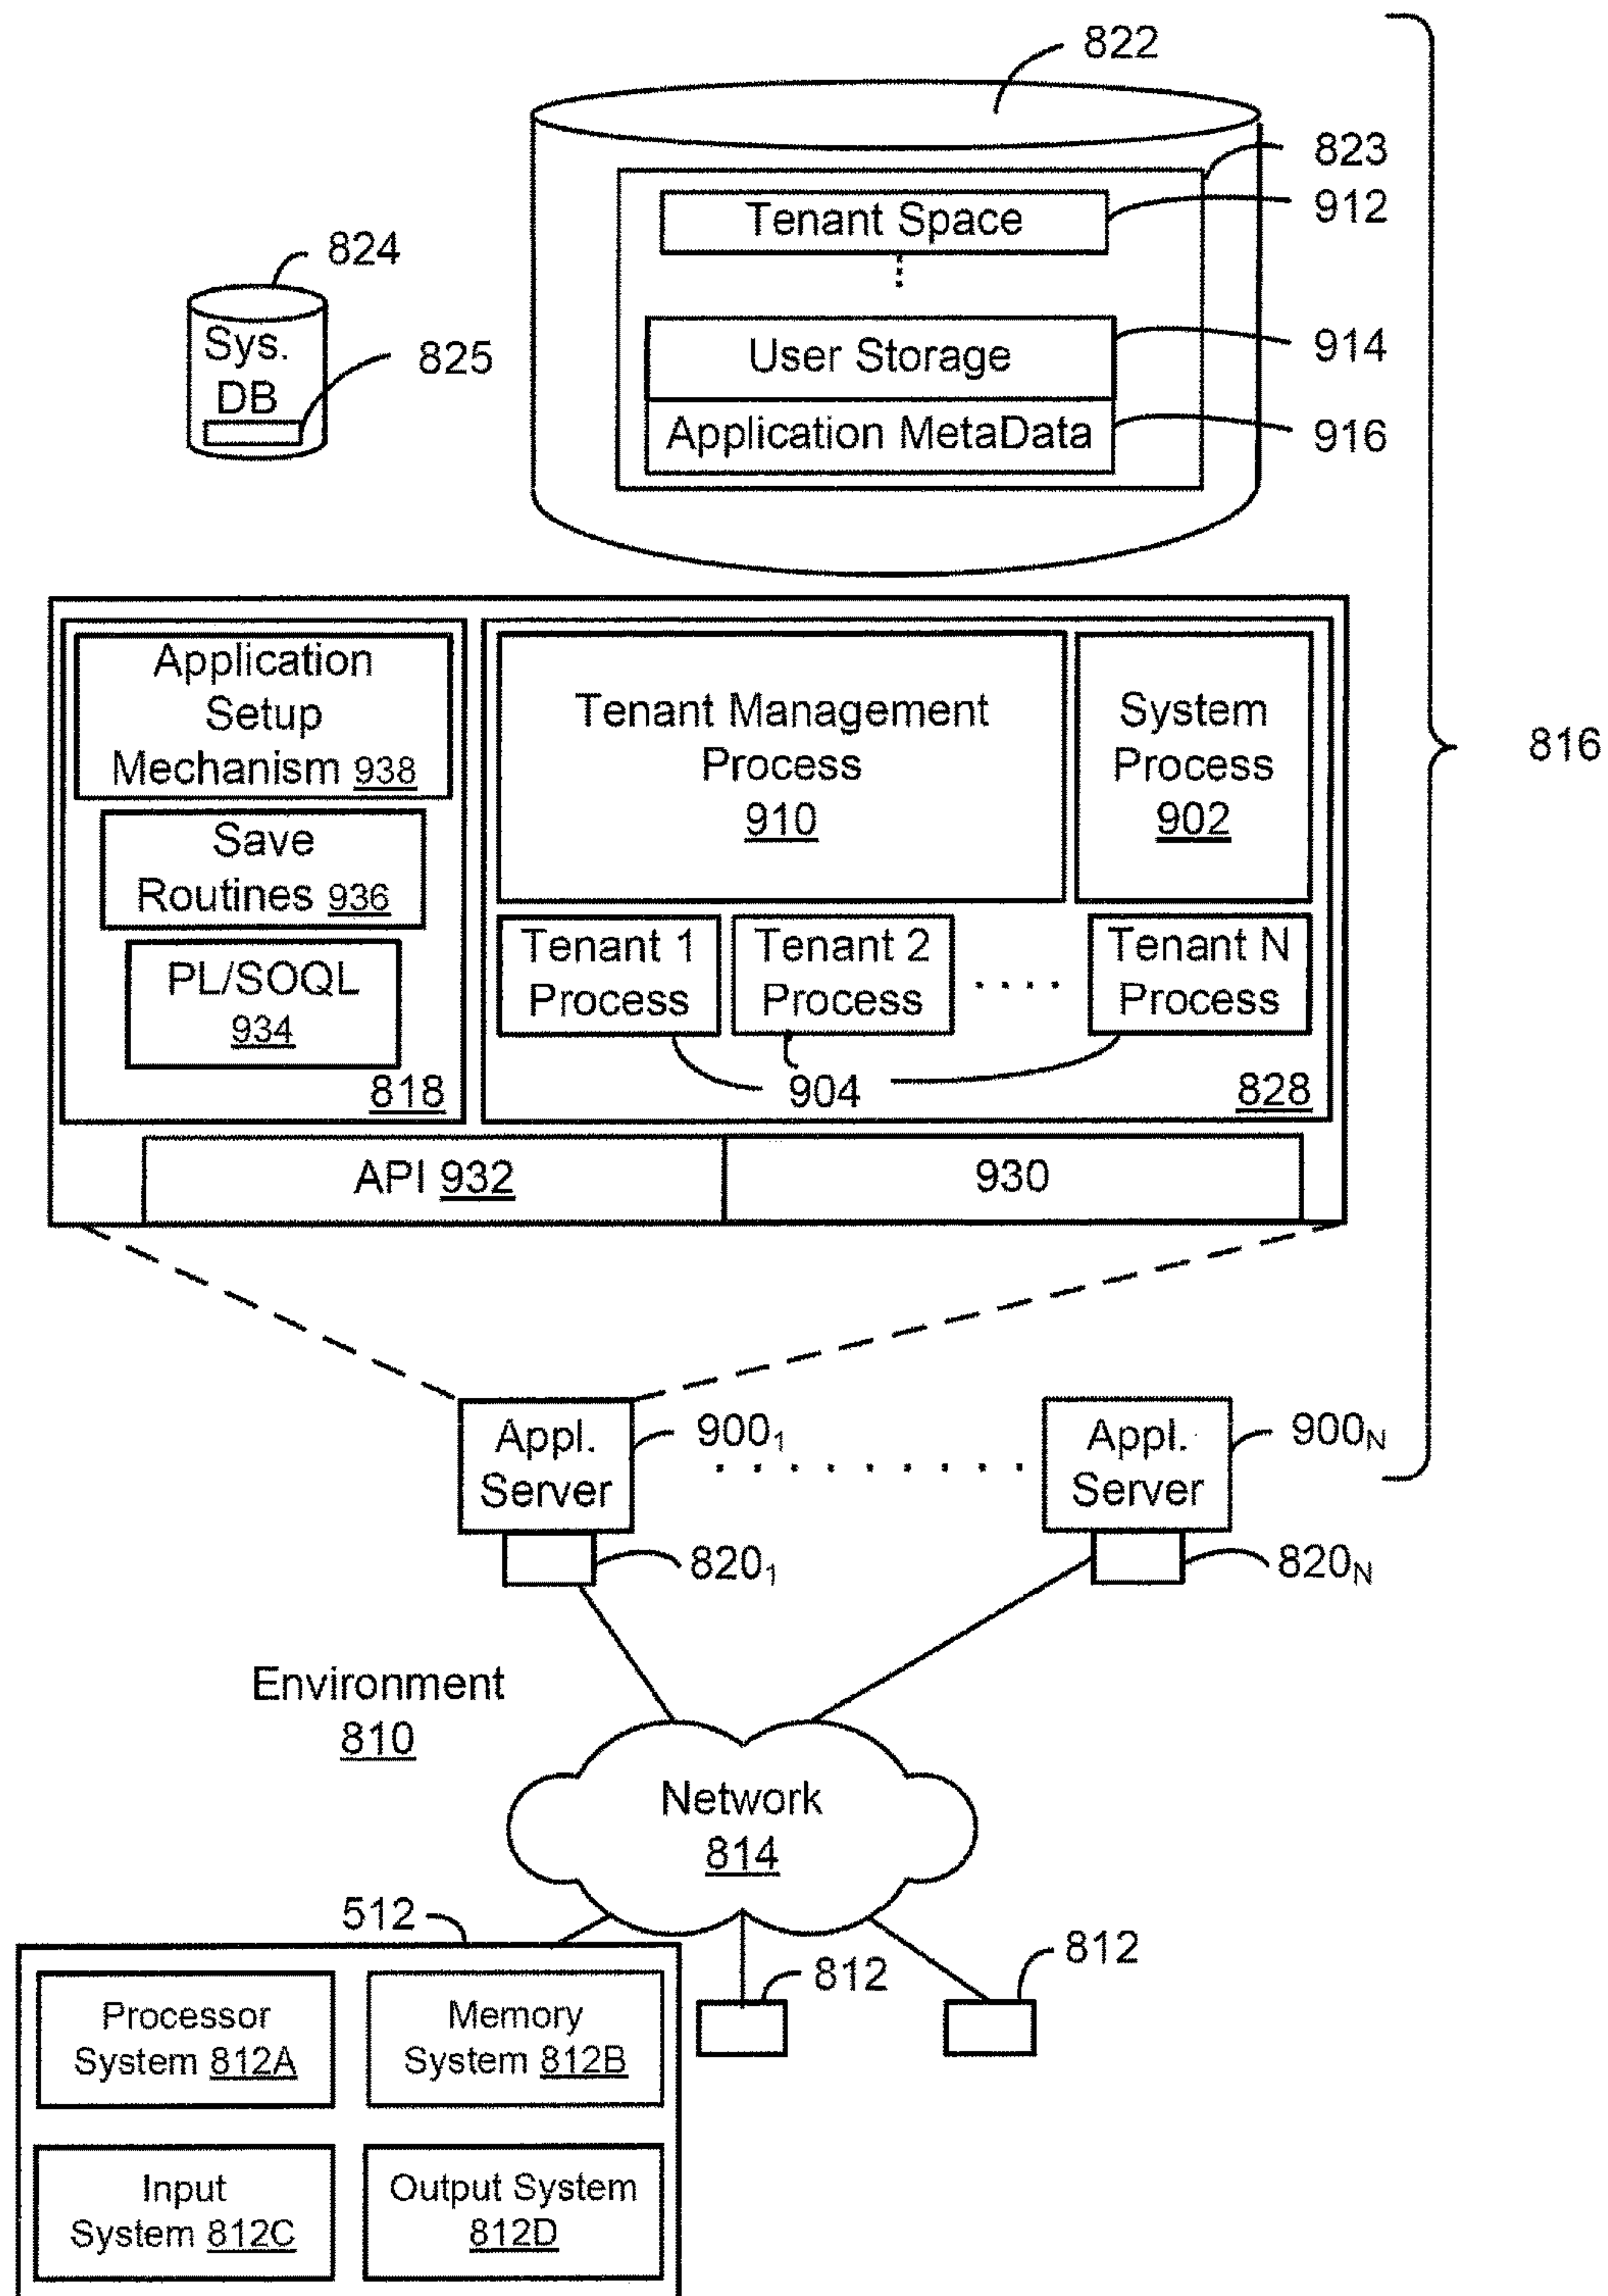 822
823
Tenant Space
912
824
Sys.
DB
825
User Storage
914
Application MetaData
916
Application
Setup
Mechanism 938
Save
Routines 936
PL/SOQL
934
818
Tenant Management
Process
910
System
Process
902
Tenant 1
Process
Tenant 2
Process
. . . .
Tenant N
Process
904
828
API 932
930
816
Appl.
Server
900₁
. . . . . . . . .
Appl.
Server
900N
820₁
820N
Environment
810
Network
814
512
812
812
Processor
System 812A
Memory
System 812B
Input
System 812C
Output System
812D